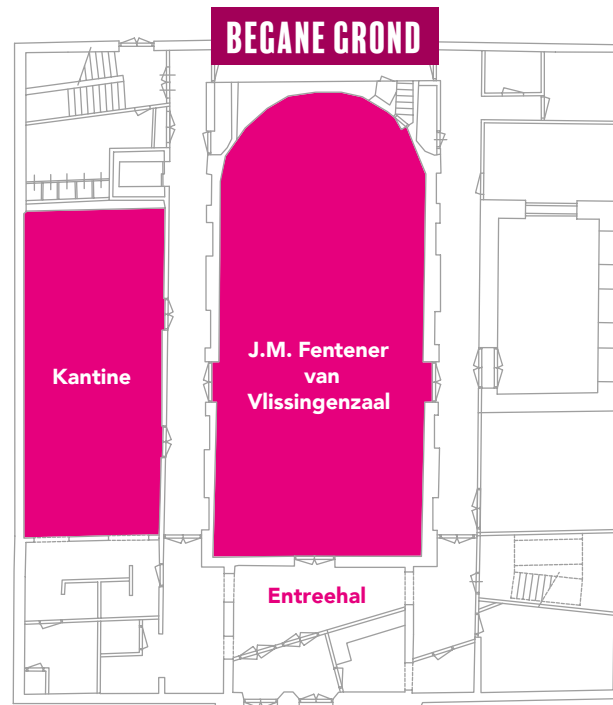 BEGANE GROND
J.M. Fentener
van
Vlissingenzaal
Kantine
Entreehal